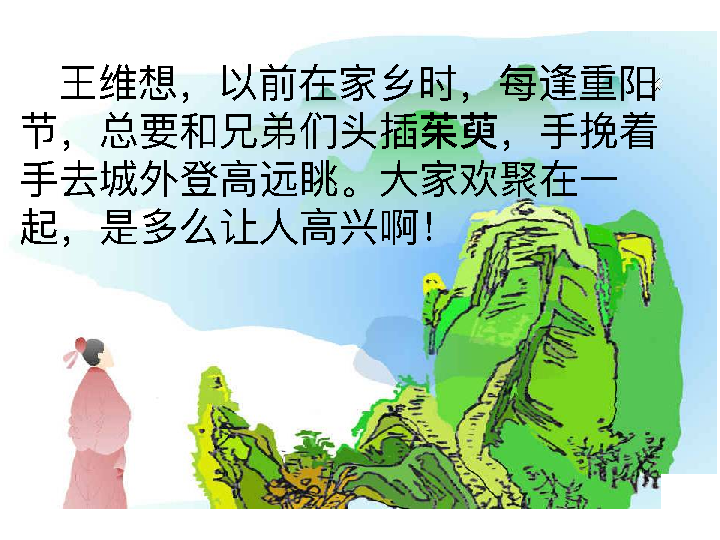 王维想，以前在家乡时，每逢重阳
节，总要和兄弟们头插茱萸，手挽着
手去城外登高远眺。大家欢聚在一
起，是多么让人高兴啊！